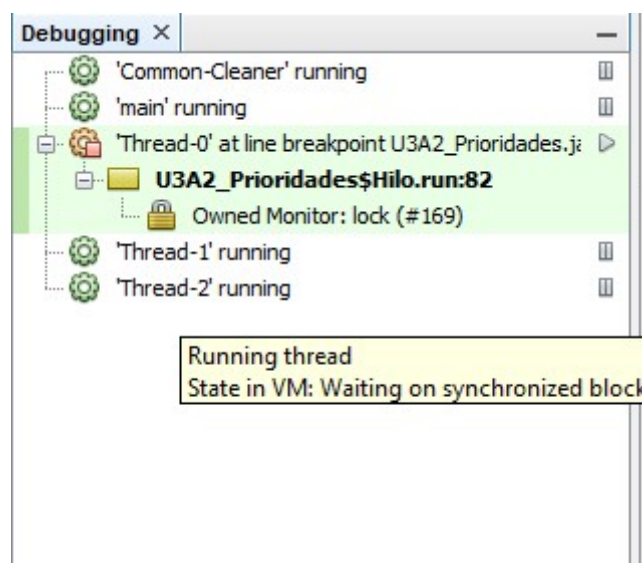 Debugging
'Common-Cleaner' running
'main' running
'Thread-0' at line breakpoint U3A2_Prioridades.ja
U3A2_Prioridades$Hilo.run:82
Owned Monitor: lock (#169)
'Thread-1' running
'Thread-2' running
Running thread
State in VM: Waiting on synchronized block